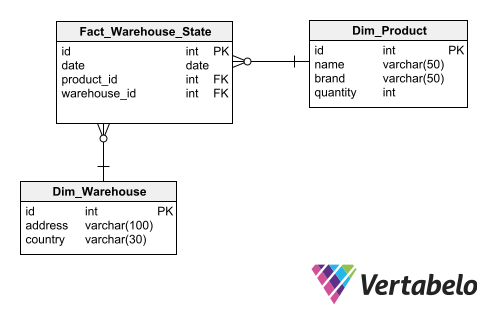 Fact_Warehouse_State
id int PK
date date
product_id int FK
warehouse_id int FK
Dim_Product
id int PK
name varchar(50)
brand varchar(50)
quantity int
Dim_Warehouse
id int PK
address varchar(100)
country varchar(30)
Vertabelo